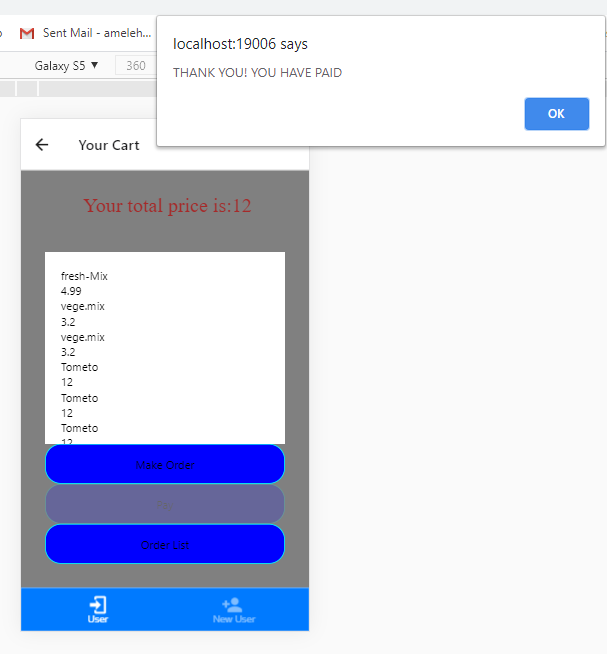 Sent Mail - ameleh...
localhost:19006 says
THANK YOU! YOU HAVE PAID
OK
Galaxy S5 ▼
360
Your Cart
Your total price is:12
fresh-Mix
4.99
vege.mix
3.2
vege.mix
3.2
Tometo
12
Tometo
12
Tometo
12
Make Order
Order List
User
New User